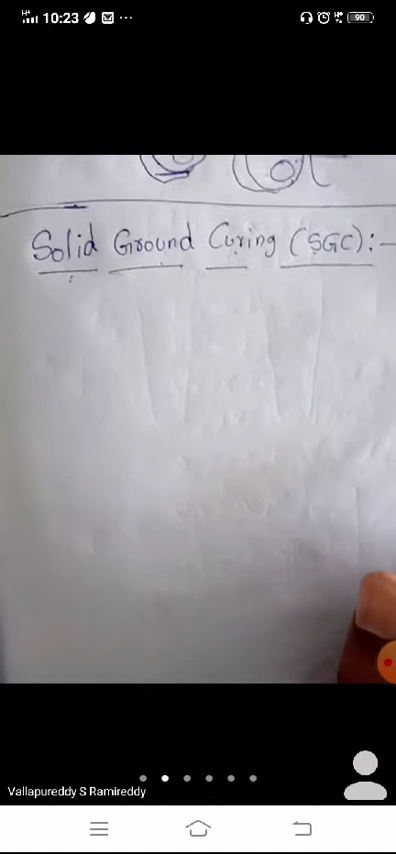 H+ 10:23 ... 90
Solid Ground Curing (SGC):-
Vallapureddy S Ramireddy